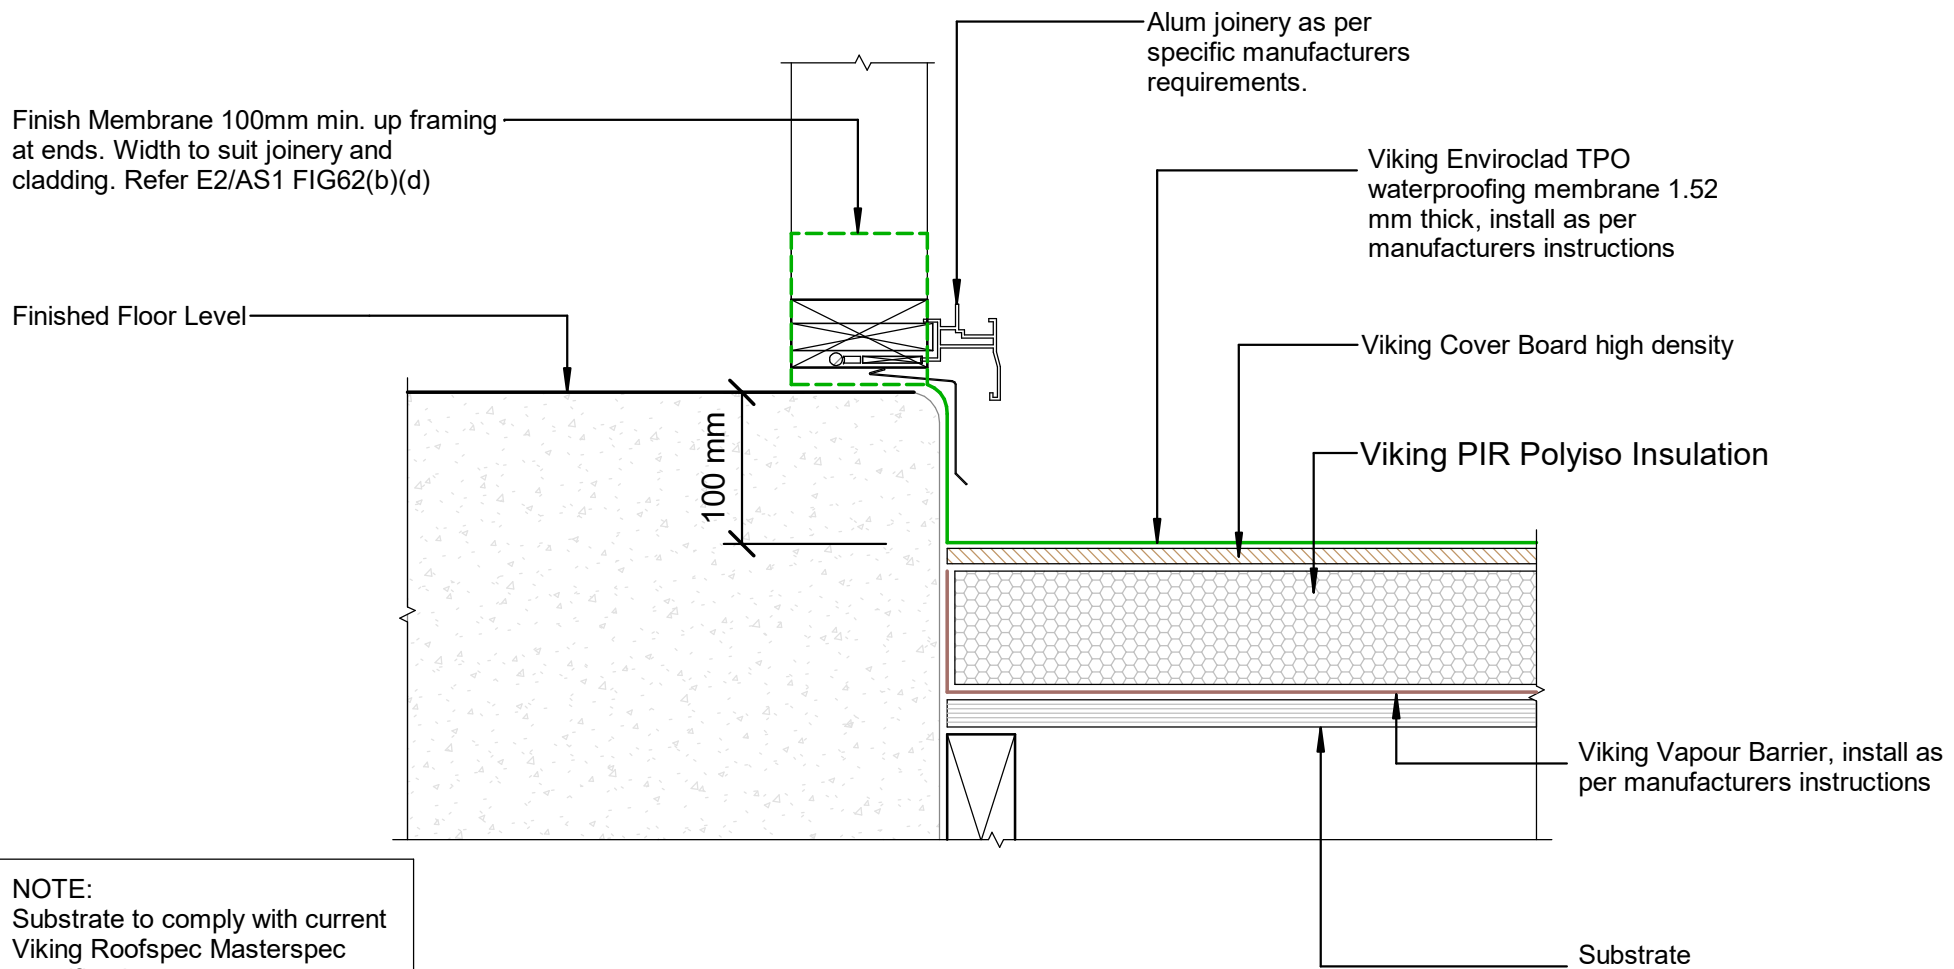 Alum joinery as per
specific manufacturers
requirements.
Finish Membrane 100mm min. up framing
at ends. Width to suit joinery and
cladding. Refer E2/AS1 FIG62(b)(d)
Viking Enviroclad TPO
waterproofing membrane 1.52
mm thick, install as per
manufacturers instructions
Finished Floor Level
Viking Cover Board high density
100 mm
Viking PIR Polyiso Insulation
Viking Vapour Barrier, install as
per manufacturers instructions
NOTE:
Substrate to comply with current
Viking Roofspec Masterspec
Substrate